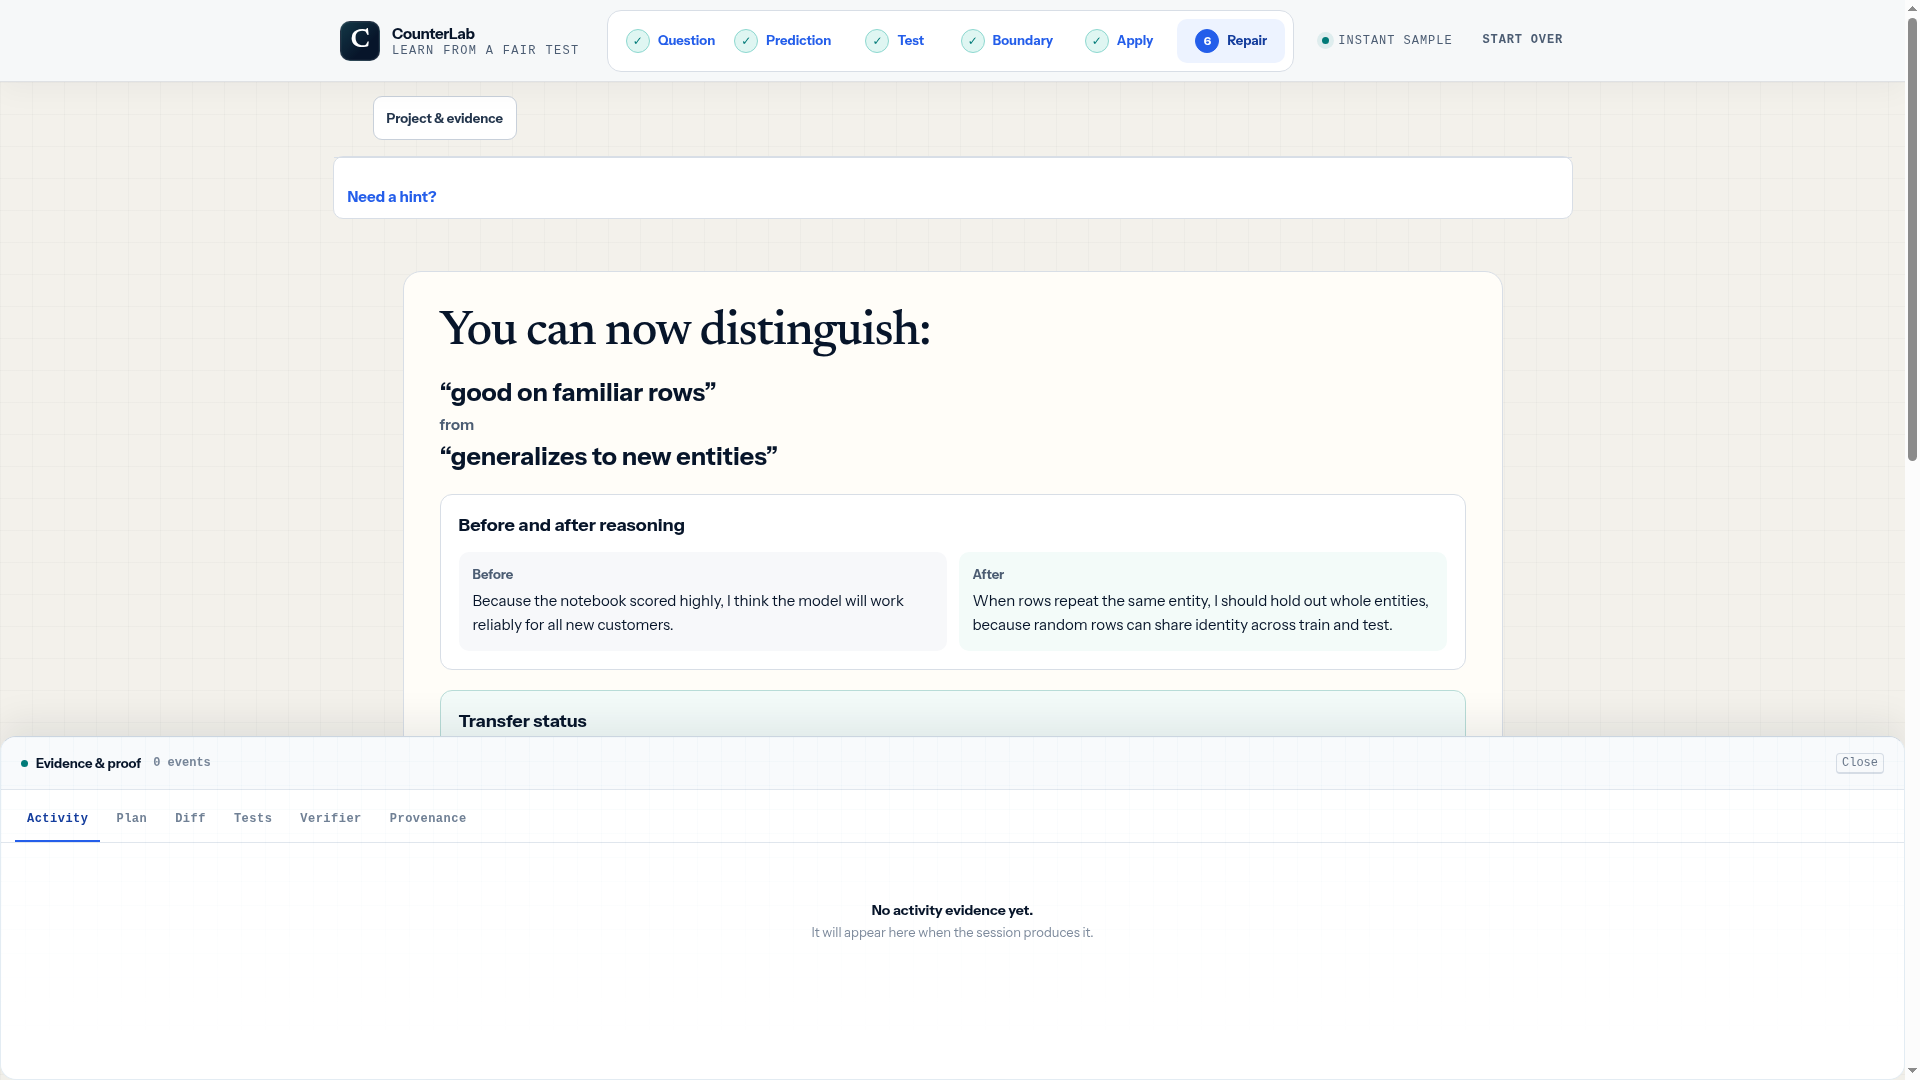 C
CounterLab
LEARN FROM A FAIR TEST
✓ Question
✓ Prediction
✓ Test
✓ Boundary
✓ Apply
6 Repair
INSTANT SAMPLE
START OVER
Project & evidence
Need a hint?
You can now distinguish:
“good on familiar rows”
from
“generalizes to new entities”
Before and after reasoning
Before
Because the notebook scored highly, I think the model will work
reliably for all new customers.
After
When rows repeat the same entity, I should hold out whole entities,
because random rows can share identity across train and test.
Transfer status
Evidence & proof 0 events
Close
Activity Plan Diff Tests Verifier Provenance
No activity evidence yet.
It will appear here when the session produces it.